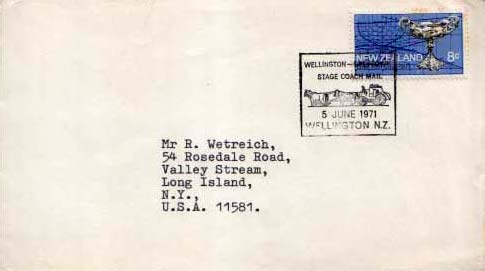 NEW ZEALAND 8c
WELLINGTON—
STAGE COACH MAIL
5 JUNE 1971
WELLINGTON N.Z.
Mr R. Wetreich,
54 Rosedale Road,
Valley Stream,
Long Island,
N.Y.,
U.S.A. 11581.